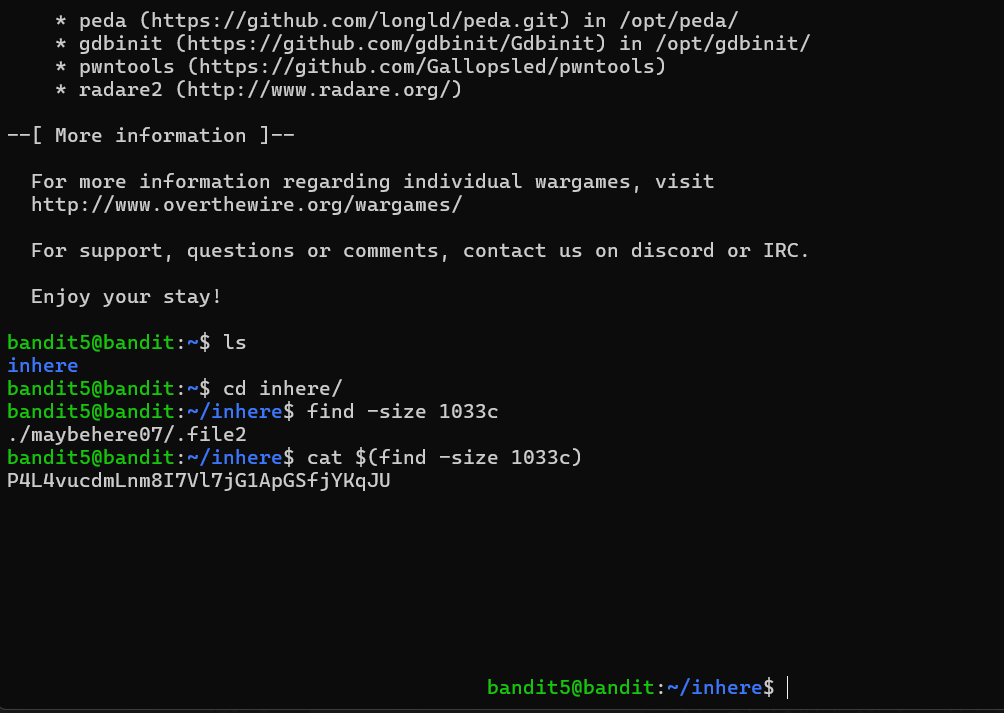 * peda (https://github.com/longld/peda.git) in /opt/peda/
* gdbinit (https://github.com/gdbinit/Gdbinit) in /opt/gdbinit/
* pwntools (https://github.com/Gallopsled/pwntools)
* radare2 (http://www.radare.org/)
--[ More information ]--
For more information regarding individual wargames, visit
http://www.overthewire.org/wargames/
For support, questions or comments, contact us on discord or IRC.
Enjoy your stay!
bandit5@bandit:~$ ls
inhere
bandit5@bandit:~$ cd inhere/
bandit5@bandit:~/inhere$ find -size 1033c
./maybehere07/.file2
bandit5@bandit:~/inhere$ cat $(find -size 1033c)
P4L4vucdmLnm8I7Vl7jG1ApGSfjYKqJU
bandit5@bandit:~/inhere$